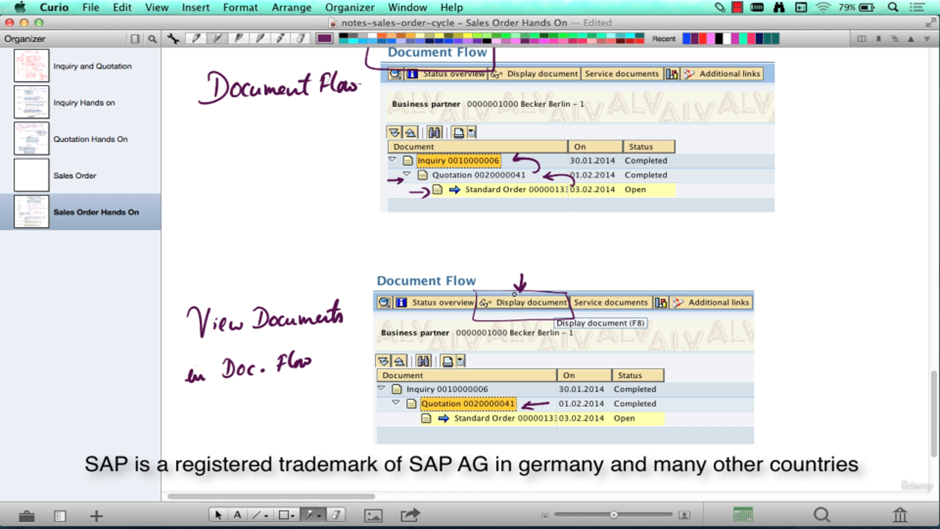 Curio File Edit View Insert Format Arrange Organizer Window Help 79%
notes-sales-order-cycle - Sales Order Hands On - Edited
Organizer
Recent
Inquiry and Quotation
Inquiry Hands on
Quotation Hands On
Sales Order
Sales Order Hands On
Document Flow
Document Flow
Status overview Display document Service documents Additional links
Business partner 0000001000 Becker Berlin - 1
Document On Status
Inquiry 0010000006 30.01.2014 Completed
Quotation 0020000041 01.02.2014 Completed
Standard Order 00000133 03.02.2014 Open
View Documents
in Doc. Flow
Document Flow
Status overview Display document Service documents Additional links
Display document (F8)
Business partner 0000001000 Becker Berlin - 1
Document On Status
Inquiry 0010000006 30.01.2014 Completed
Quotation 0020000041 01.02.2014 Completed
Standard Order 00000133 03.02.2014 Open
SAP is a registered trademark of SAP AG in germany and many other countries
Udemy